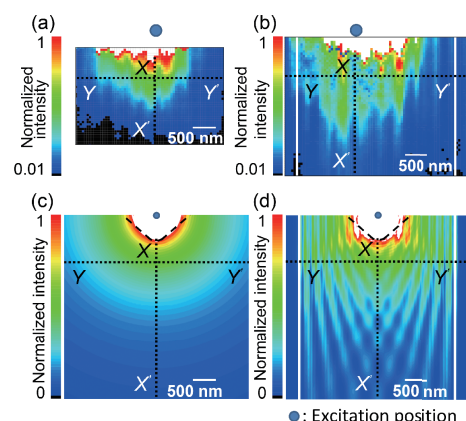 (a)
1
Normalized intensity
0.01
X
Y
Y'
X'
500 nm
(b)
1
Normalized intensity
0.01
X
Y
Y'
X'
500 nm
(c)
1
Normalized intensity
0
X
Y
Y'
X'
500 nm
(d)
1
Normalized intensity
0
X
Y
Y'
X'
500 nm
: Excitation position